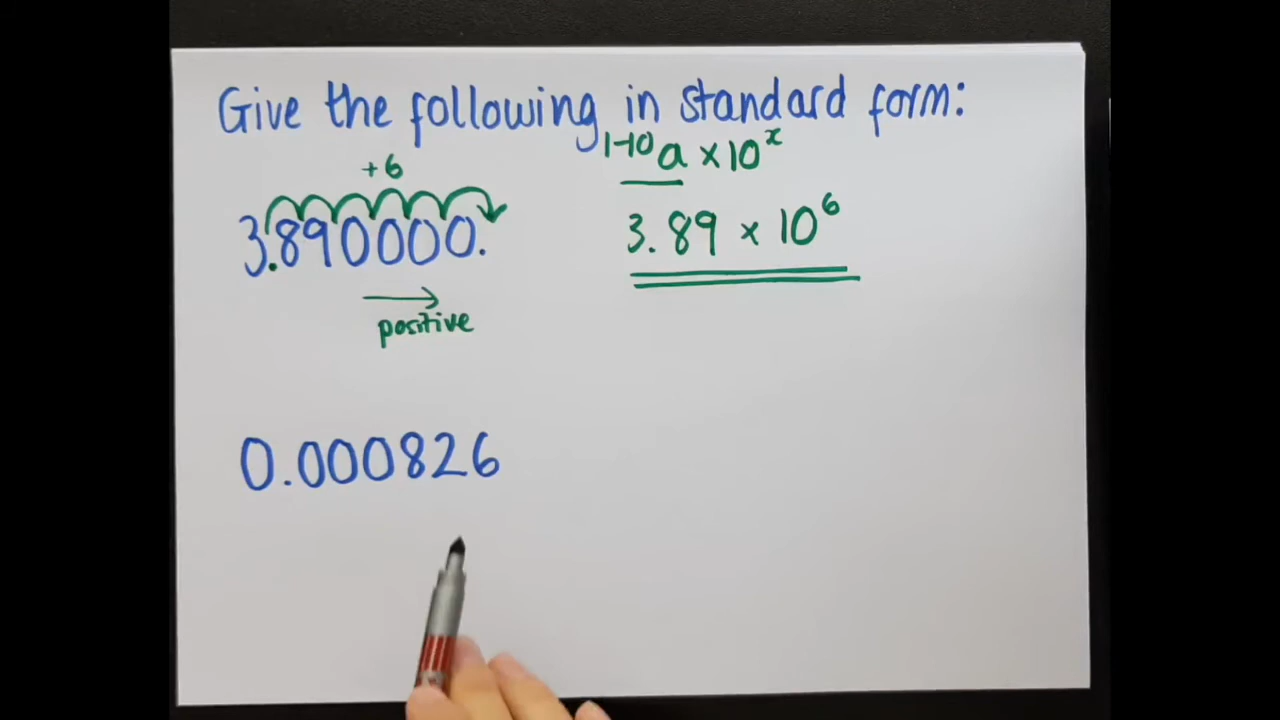 Give the following in standard form:
1-10 a × 10^x
+6
3.890000.
3.89 × 10^6
positive
0.000826